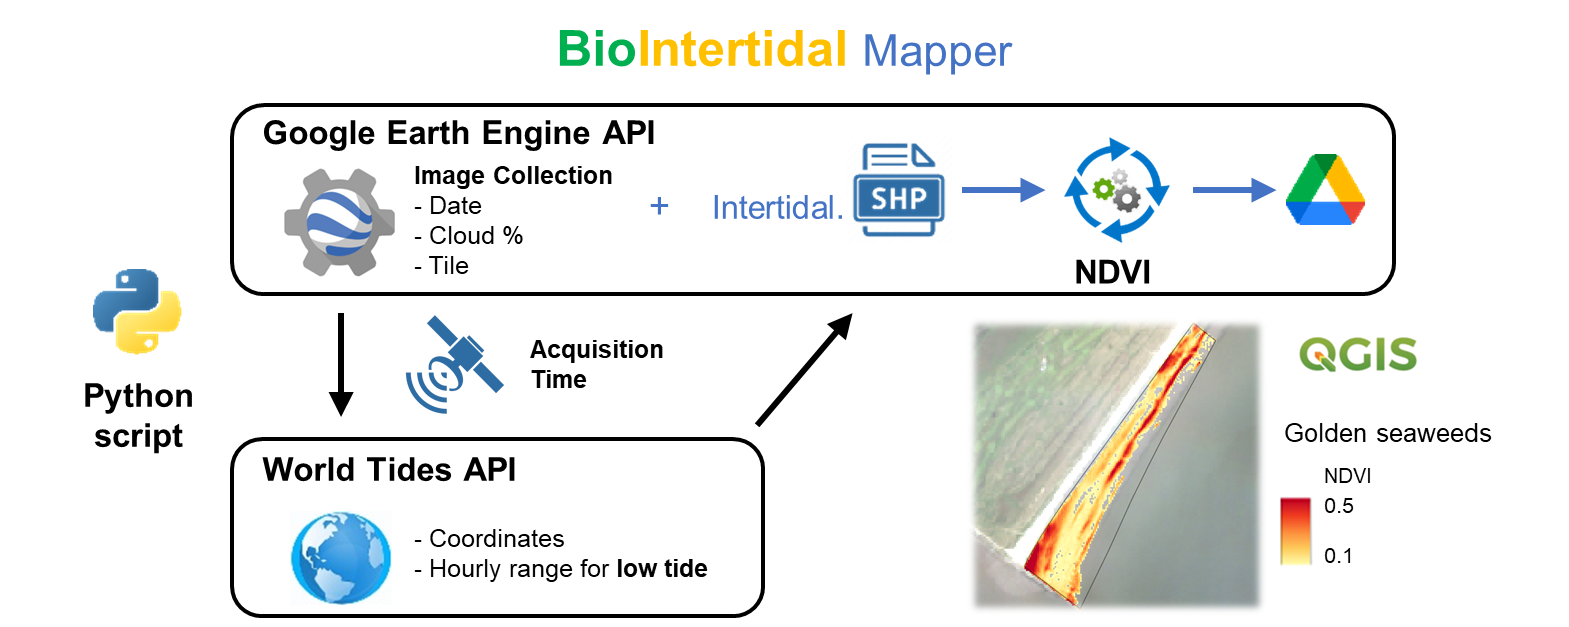 BioIntertidal Mapper
Google Earth Engine API
Image Collection
- Date
- Cloud %
- Tile
+
Intertidal.
SHP
NDVI
Python
script
Acquisition
Time
World Tides API
- Coordinates
- Hourly range for low tide
QGIS
Golden seaweeds
NDVI
0.5
0.1